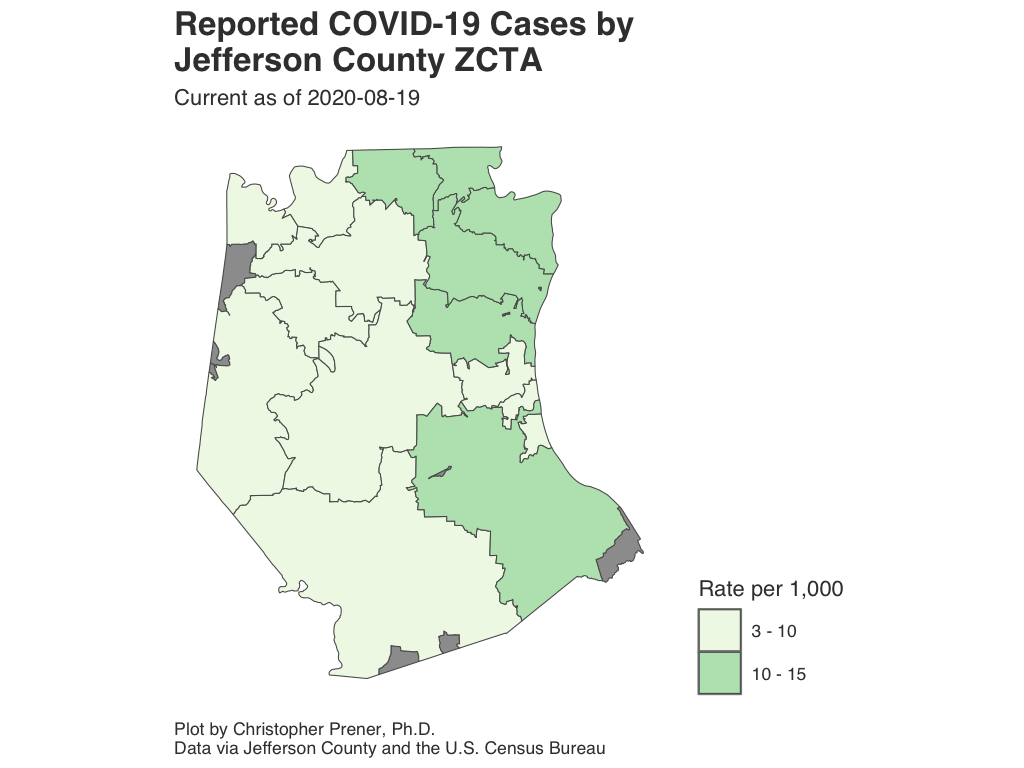 Reported COVID-19 Cases by
Jefferson County ZCTA
Current as of 2020-08-19
Rate per 1,000
3 - 10
10 - 15
Plot by Christopher Prener, Ph.D.
Data via Jefferson County and the U.S. Census Bureau